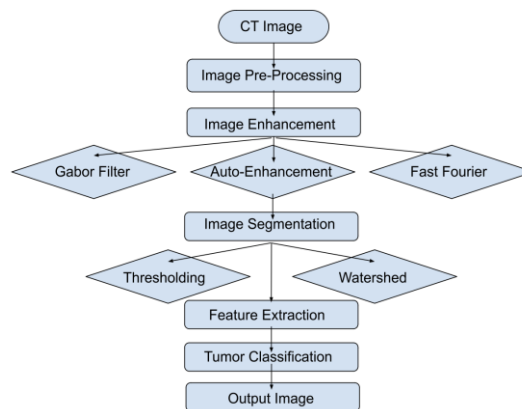 CT Image
Image Pre-Processing
Image Enhancement
Gabor Filter
Auto-Enhancement
Fast Fourier
Image Segmentation
Thresholding
Watershed
Feature Extraction
Tumor Classification
Output Image